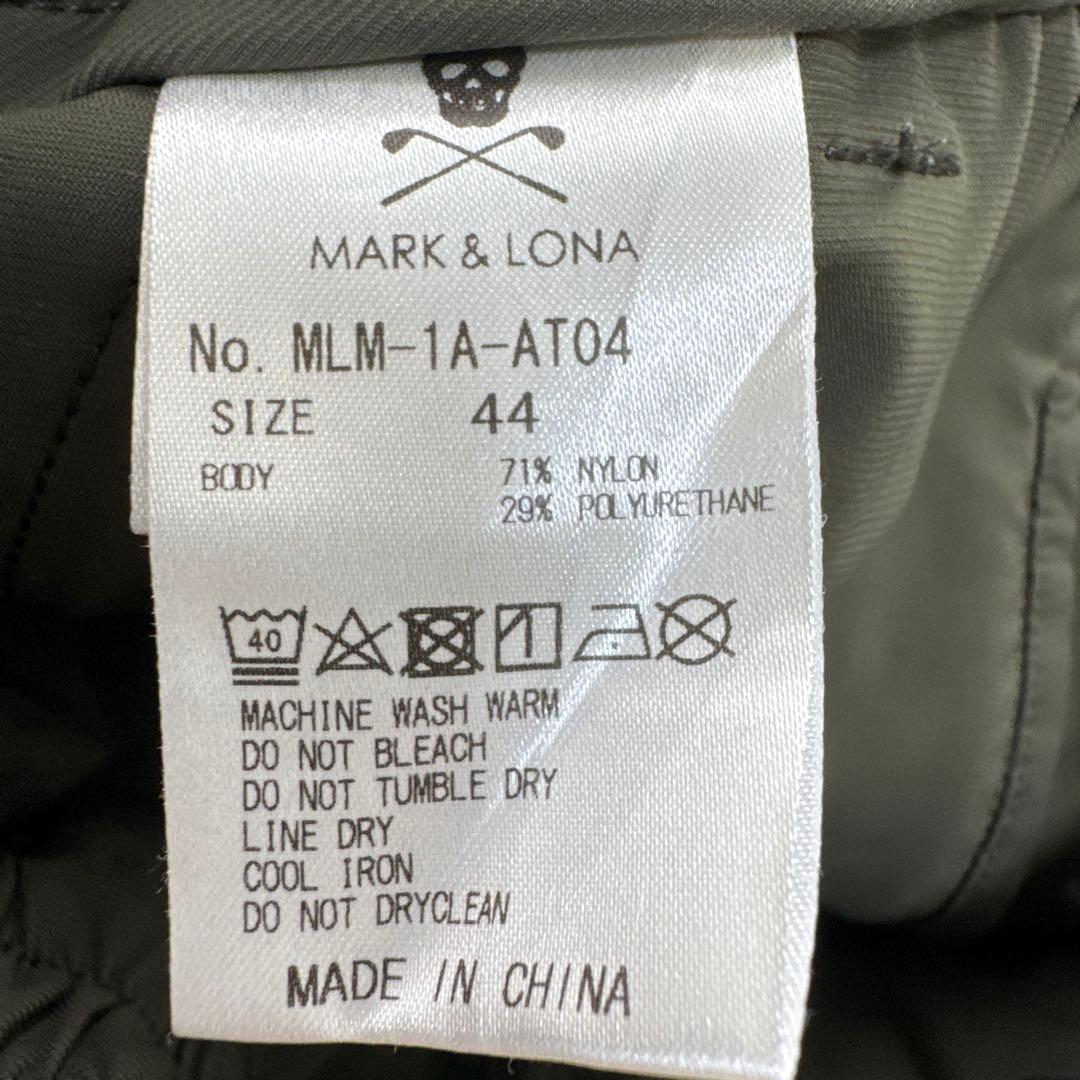 MARK & LONA
No. MLM-1A-AT04
SIZE 44
BODY 71% NYLON
29% POLYURETHANE
40
MACHINE WASH WARM
DO NOT BLEACH
DO NOT TUMBLE DRY
LINE DRY
COOL IRON
DO NOT DRYCLEAN
MADE IN CHINA